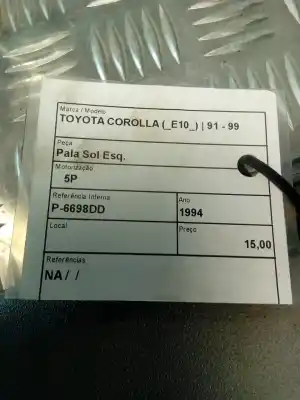 Marca / Modelo
TOYOTA COROLLA (_E10_) | 91 - 99
Peça
Pala Sol Esq.
Motorização
5P
Referência Interna
P-6698DD
Ano
1994
Local
Preço
15,00
Referências
NA / /